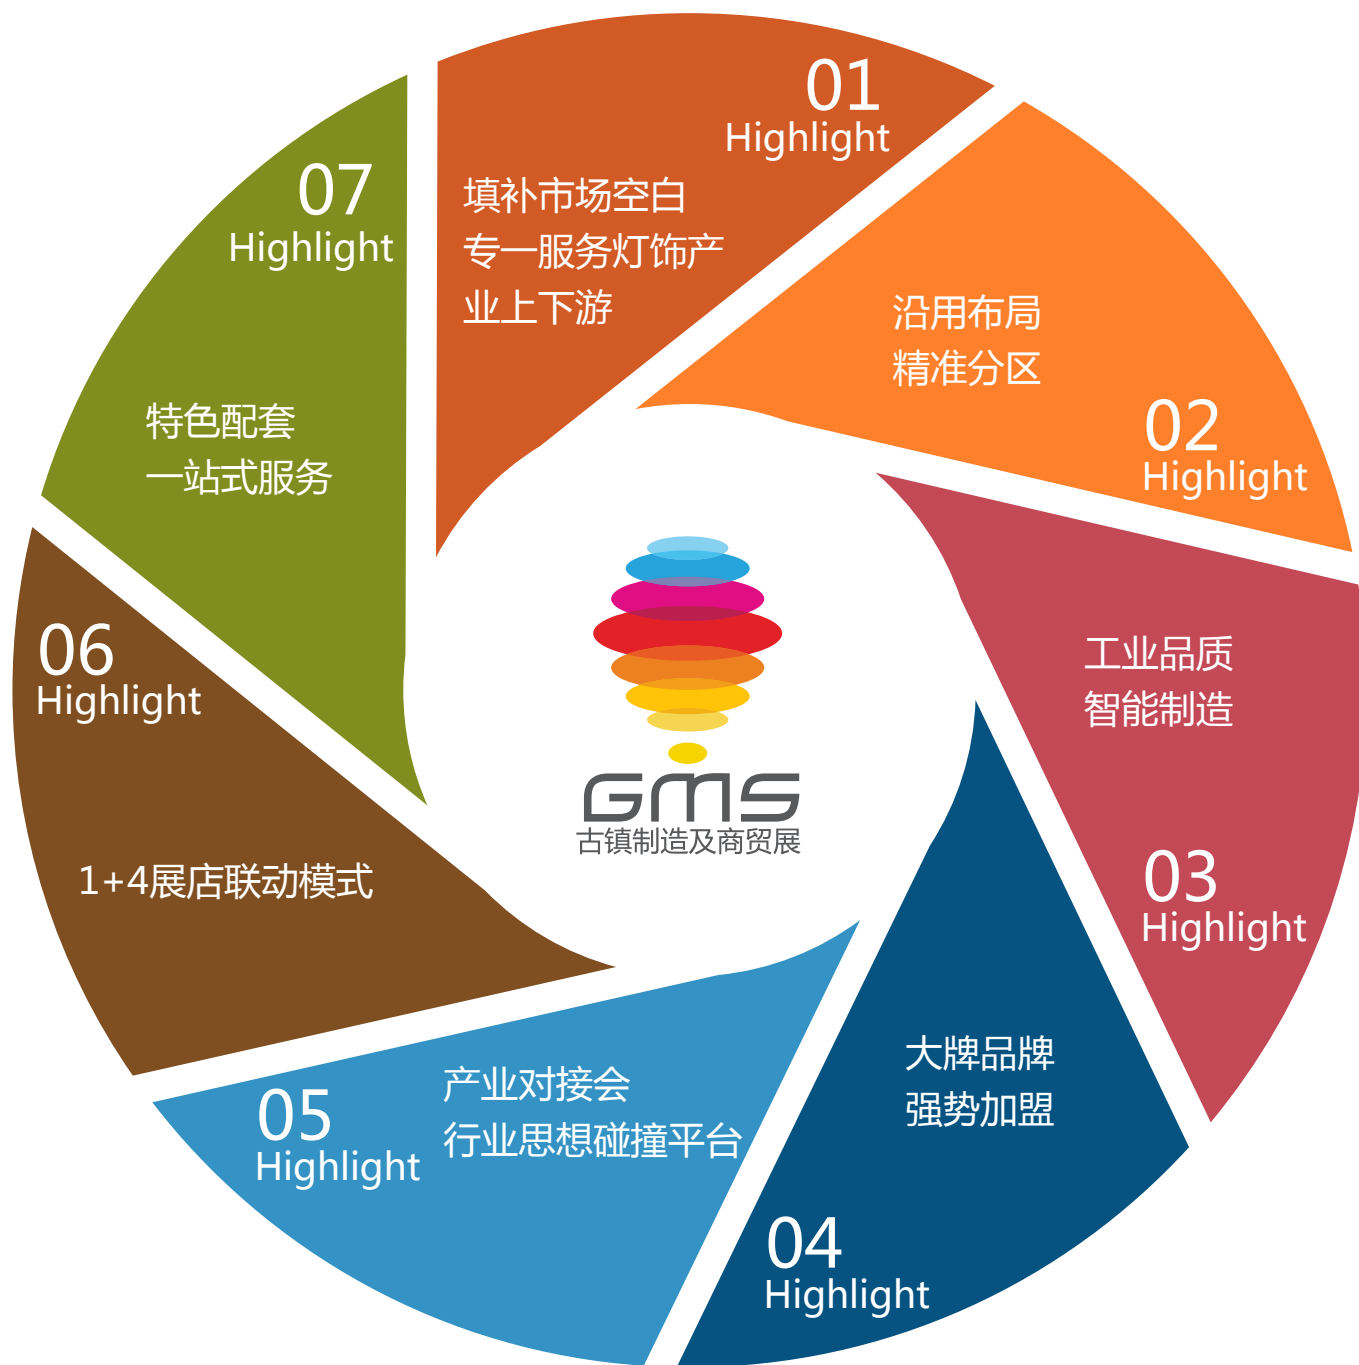 01
Highlight
填补市场空白
专一服务灯饰产
业上下游
沿用布局
精准分区
02
Highlight
工业品质
智能制造
03
Highlight
大牌品牌
强势加盟
04
Highlight
05
Highlight
产业对接会
行业思想碰撞平台
06
Highlight
1+4展店联动模式
07
Highlight
特色配套
一站式服务
GMS
古镇制造及商贸展